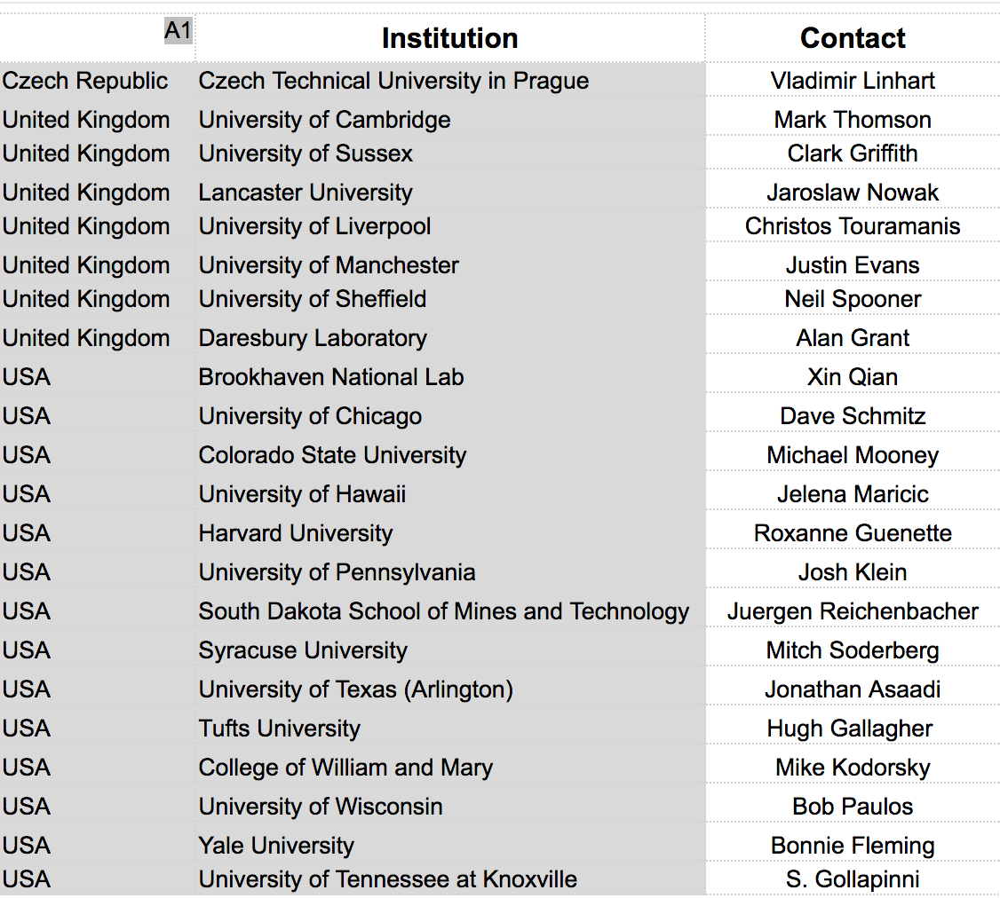 A1 Institution Contact
Czech Republic Czech Technical University in Prague Vladimir Linhart
United Kingdom University of Cambridge Mark Thomson
United Kingdom University of Sussex Clark Griffith
United Kingdom Lancaster University Jaroslaw Nowak
United Kingdom University of Liverpool Christos Touramanis
United Kingdom University of Manchester Justin Evans
United Kingdom University of Sheffield Neil Spooner
United Kingdom Daresbury Laboratory Alan Grant
USA Brookhaven National Lab Xin Qian
USA University of Chicago Dave Schmitz
USA Colorado State University Michael Mooney
USA University of Hawaii Jelena Maricic
USA Harvard University Roxanne Guenette
USA University of Pennsylvania Josh Klein
USA South Dakota School of Mines and Technology Juergen Reichenbacher
USA Syracuse University Mitch Soderberg
USA University of Texas (Arlington) Jonathan Asaadi
USA Tufts University Hugh Gallagher
USA College of William and Mary Mike Kodorsky
USA University of Wisconsin Bob Paulos
USA Yale University Bonnie Fleming
USA University of Tennessee at Knoxville S. Gollapinni